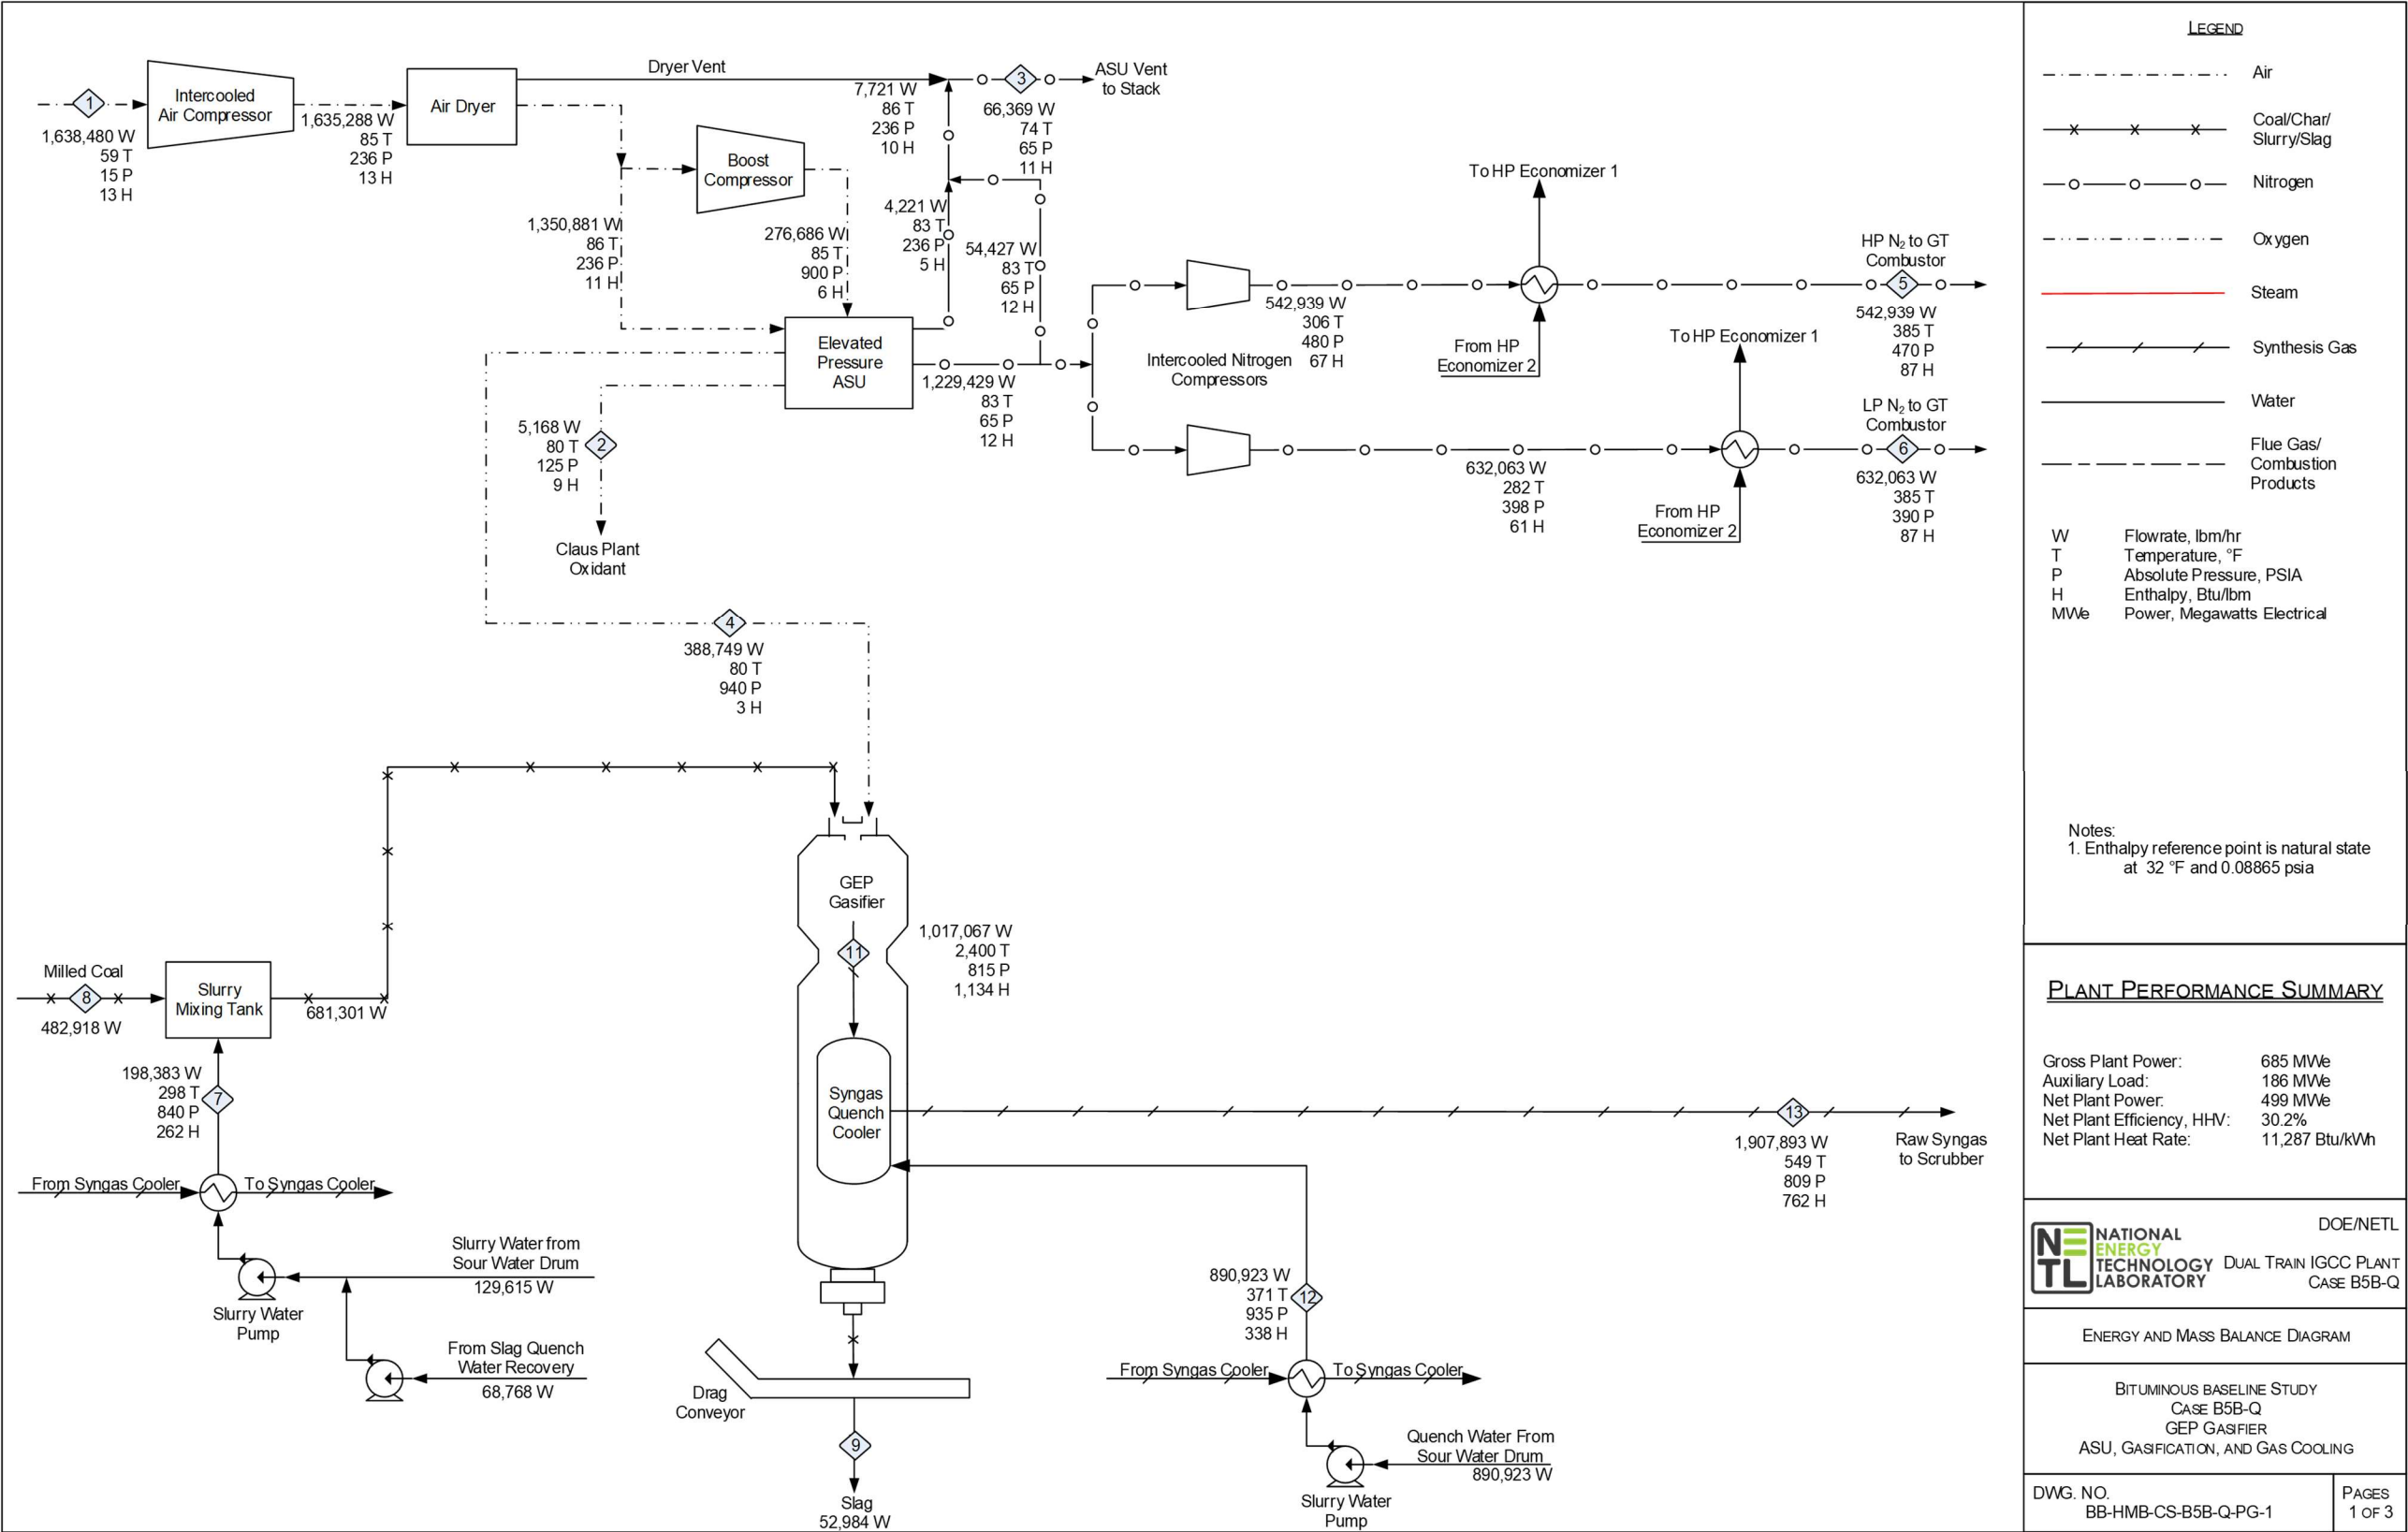 1
1,638,480 W
59 T
15 P
13 H
Intercooled
Air Compressor
1,635,288 W
85 T
236 P
13 H
Air Dryer
Dryer Vent
7,721 W
86 T
236 P
10 H
3
ASU Vent
to Stack
66,369 W
74 T
65 P
11 H
Boost
Compressor
1,350,881 W
86 T
236 P
11 H
276,686 W
85 T
900 P
6 H
4,221 W
83 T
236 P
5 H
54,427 W
83 T
65 P
12 H
Elevated
Pressure
ASU
1,229,429 W
83 T
65 P
12 H
Intercooled Nitrogen
Compressors
542,939 W
306 T
480 P
67 H
To HP Economizer 1
From HP
Economizer 2
HP N₂ to GT
Combustor
5
542,939 W
385 T
470 P
87 H
To HP Economizer 1
632,063 W
282 T
398 P
61 H
From HP
Economizer 2
LP N₂ to GT
Combustor
6
632,063 W
385 T
390 P
87 H
5,168 W
80 T
125 P
9 H
2
Claus Plant
Oxidant
4
388,749 W
80 T
940 P
3 H
GEP
Gasifier
11
1,017,067 W
2,400 T
815 P
1,134 H
Milled Coal
8
482,918 W
Slurry
Mixing Tank
681,301 W
198,383 W
298 T
840 P
262 H
7
From Syngas Cooler
To Syngas Cooler
Slurry Water from
Sour Water Drum
129,615 W
Slurry Water
Pump
From Slag Quench
Water Recovery
68,768 W
Syngas
Quench
Cooler
13
1,907,893 W
549 T
809 P
762 H
Raw Syngas
to Scrubber
890,923 W
371 T
935 P
338 H
12
From Syngas Cooler
To Syngas Cooler
Quench Water From
Sour Water Drum
890,923 W
Slurry Water
Pump
Drag
Conveyor
9
Slag
52,984 W
LEGEND
Air
Coal/Char/
Slurry/Slag
Nitrogen
Oxygen
Steam
Synthesis Gas
Water
Flue Gas/
Combustion
Products
W Flowrate, lbm/hr
T Temperature, °F
P Absolute Pressure, PSIA
H Enthalpy, Btu/lbm
MWe Power, Megawatts Electrical
Notes:
1. Enthalpy reference point is natural state
at 32 °F and 0.08865 psia
PLANT PERFORMANCE SUMMARY
Gross Plant Power: 685 MWe
Auxiliary Load: 186 MWe
Net Plant Power: 499 MWe
Net Plant Efficiency, HHV: 30.2%
Net Plant Heat Rate: 11,287 Btu/kWh
NETL
NATIONAL
ENERGY
TECHNOLOGY
LABORATORY
DOE/NETL
DUAL TRAIN IGCC PLANT
CASE B5B-Q
ENERGY AND MASS BALANCE DIAGRAM
BITUMINOUS BASELINE STUDY
CASE B5B-Q
GEP GASIFIER
ASU, GASIFICATION, AND GAS COOLING
DWG. NO.
BB-HMB-CS-B5B-Q-PG-1
PAGES
1 OF 3